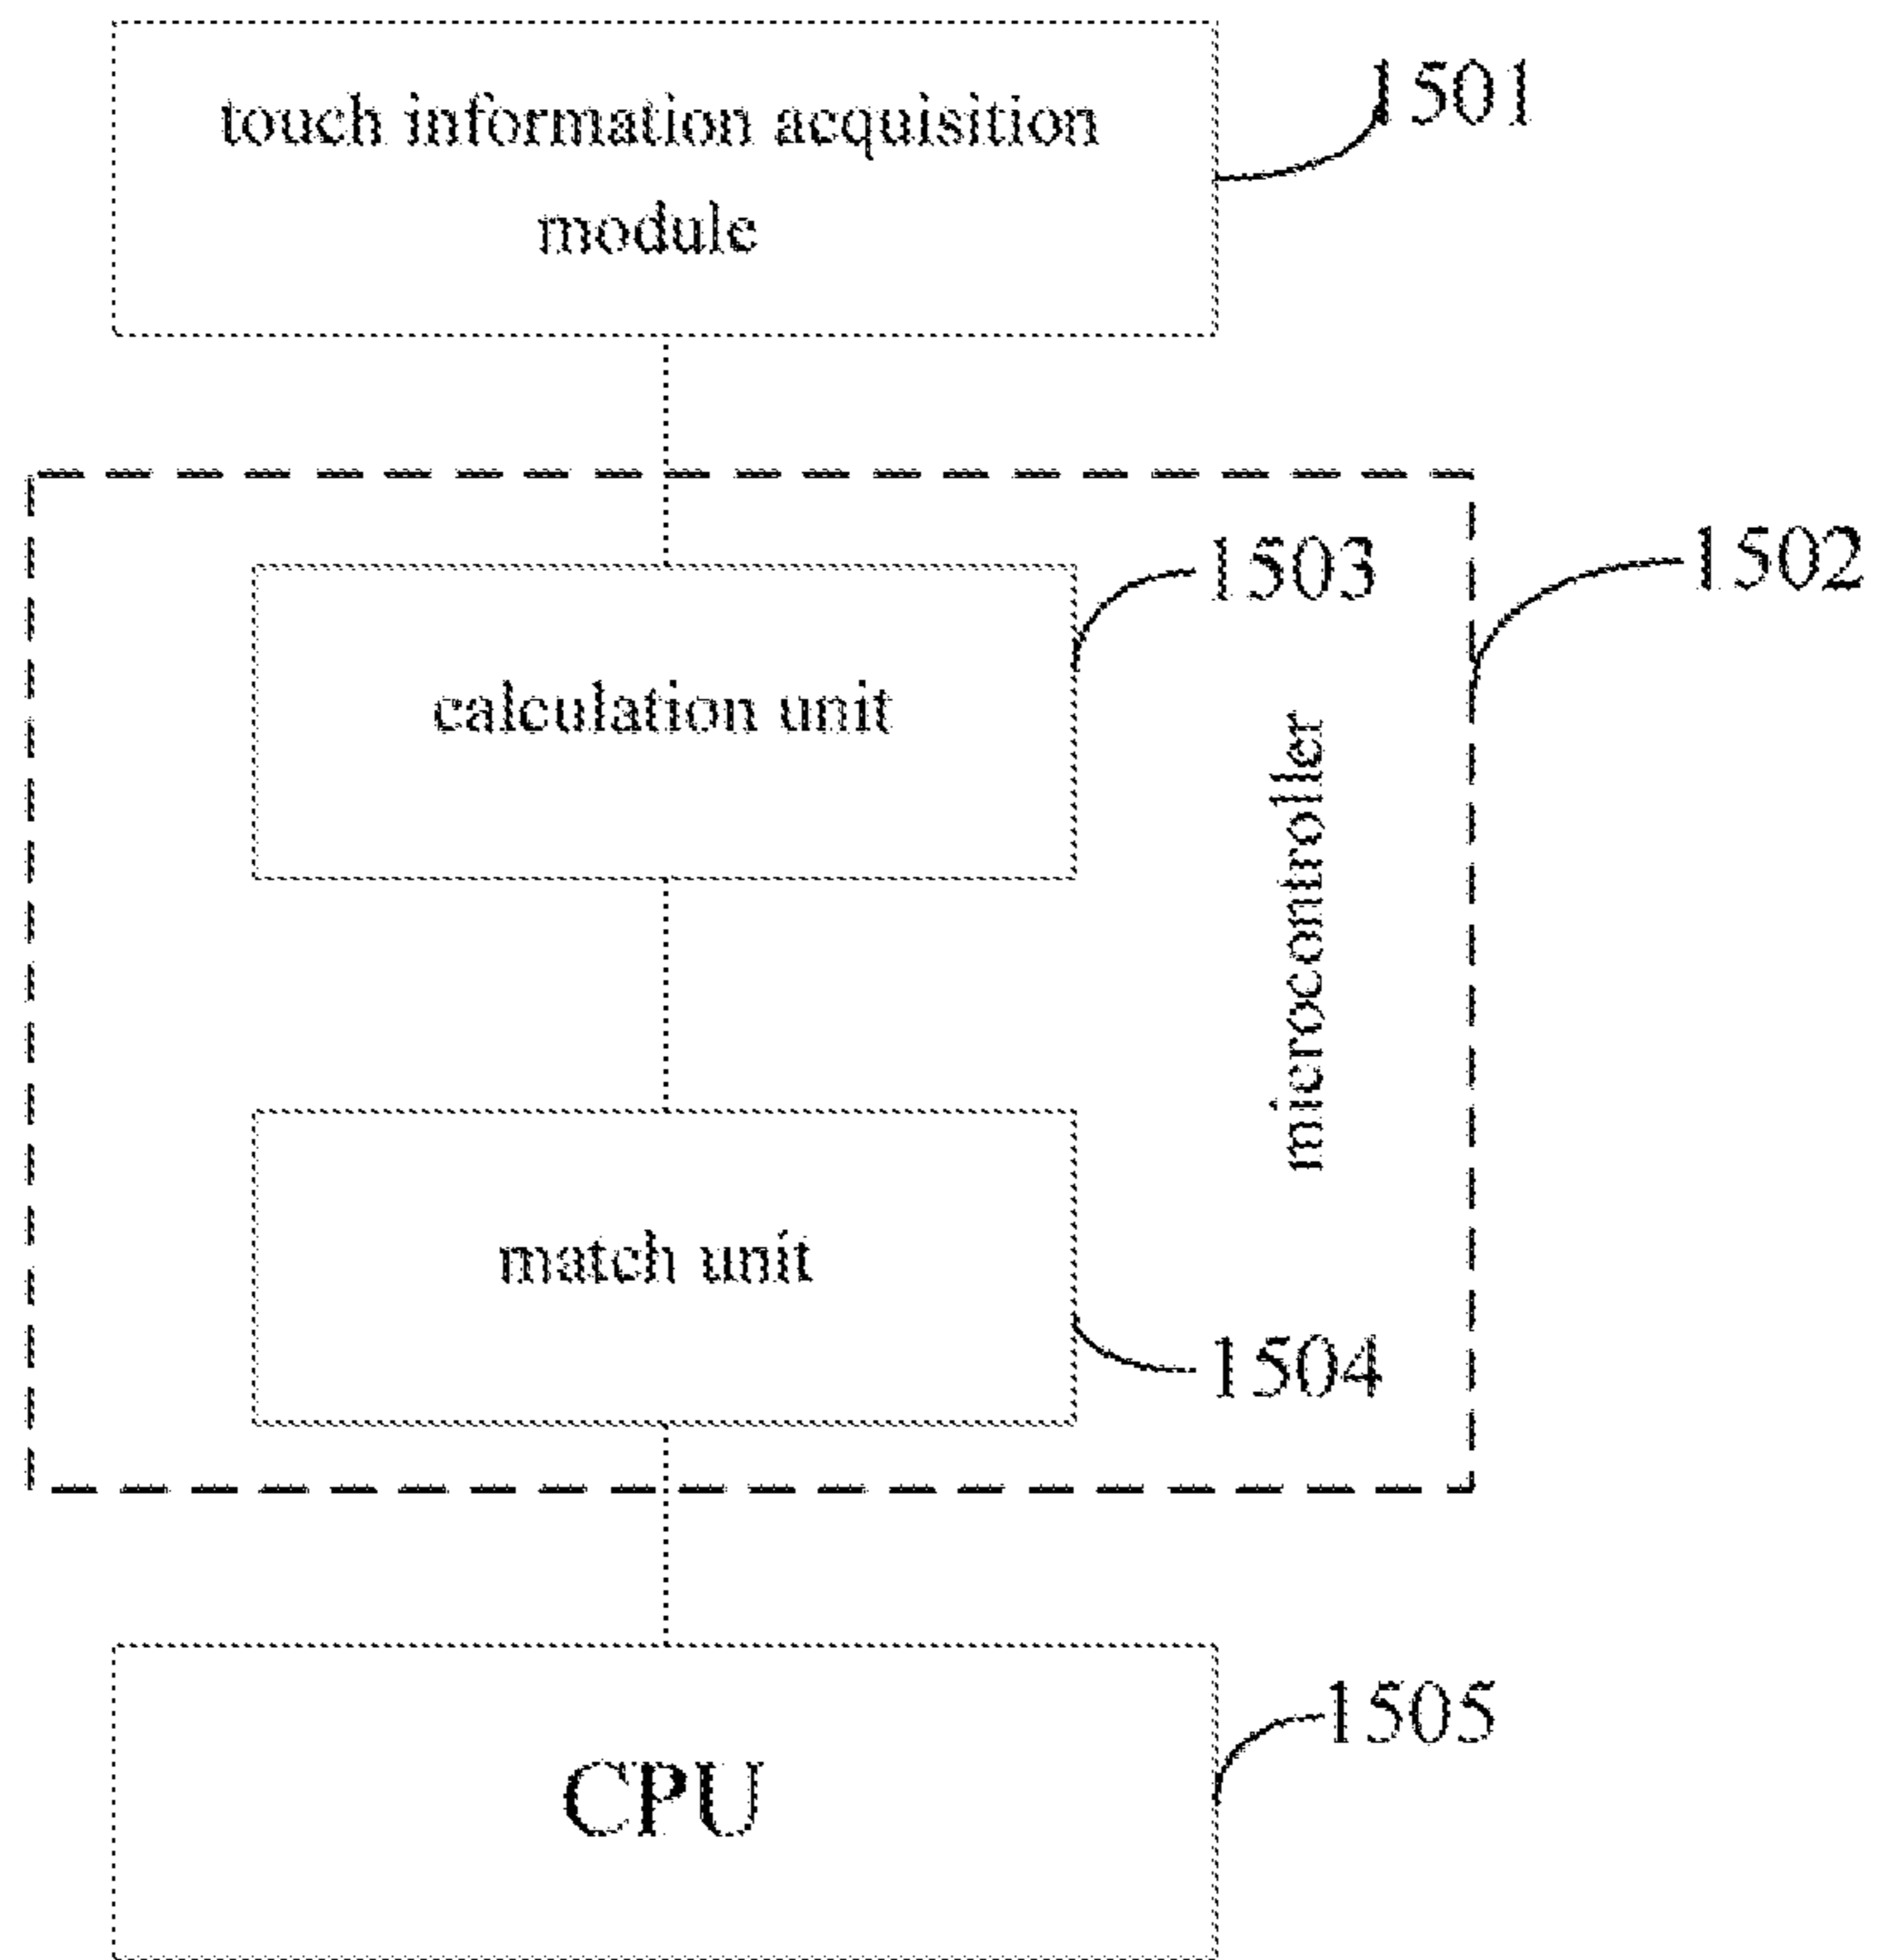 touch information acquisition
module
1501
1503
1502
calculation unit
microcontroller
match unit
1504
1505
CPU